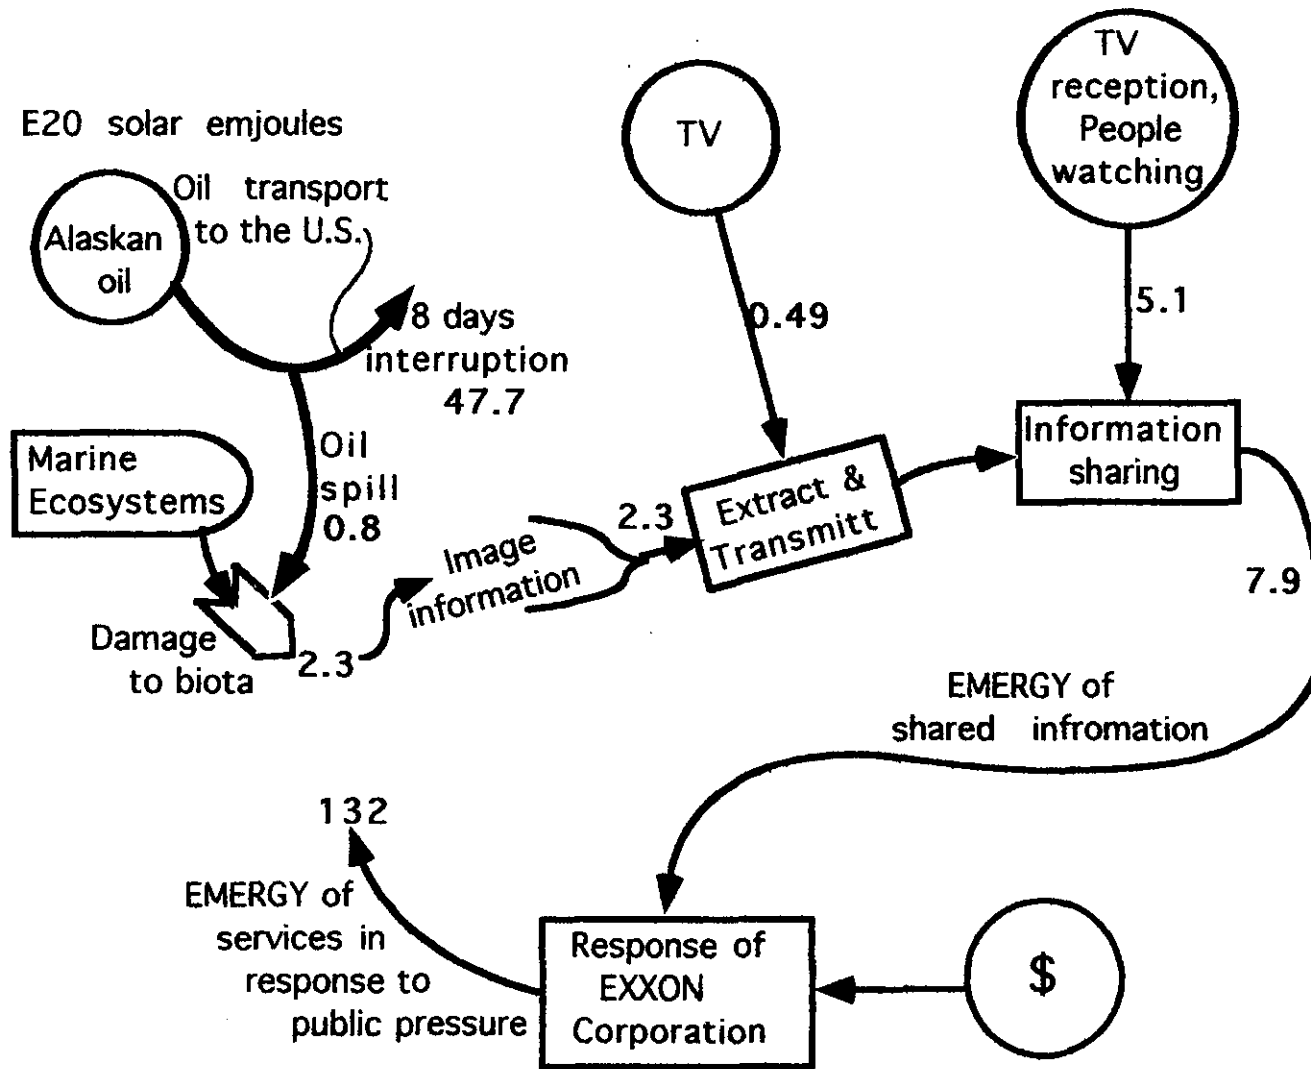 E20 solar emjoules
Alaskan
oil
Oil transport
to the U.S.
8 days
interruption
47.7
Marine
Ecosystems
Oil
spill
0.8
Damage
to biota
2.3
Image
information
2.3
TV
0.49
Extract &
Transmitt
TV
reception,
People
watching
5.1
Information
sharing
7.9
EMERGY of
shared infromation
132
EMERGY of
services in
response to
public pressure
Response of
EXXON
Corporation
$